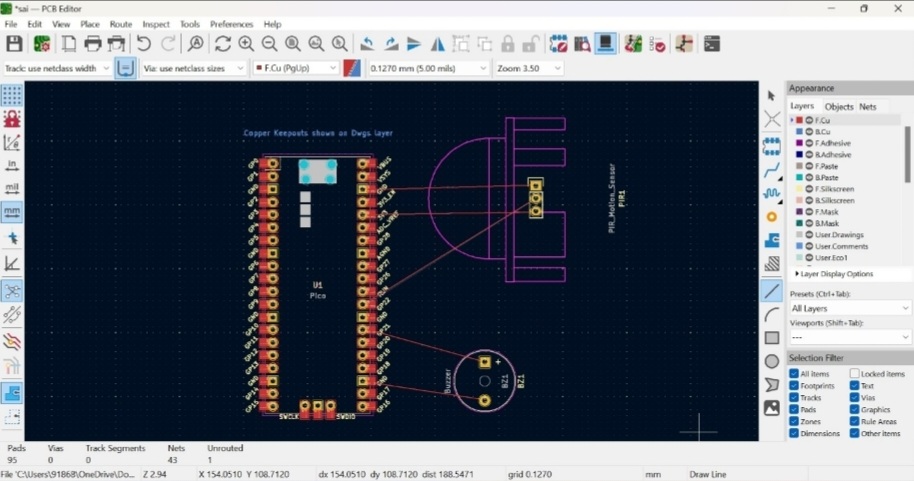 *sai — PCB Editor
File Edit View Place Route Inspect Tools Preferences Help
Track: use netclass width
Via: use netclass sizes
F.Cu (PgUp)
0.1270 mm (5.00 mils)
Zoom 3.50
in
mil
mm
Copper Keepouts shown as Dwgs layer
U1
Pico
SWCLK
SWDIO
PIR_Motion_Sensor
PIR1
Buzzer
+
BZ1
BZ1
Appearance
Layers Objects Nets
F.Cu
B.Cu
F.Adhesive
B.Adhesive
F.Paste
B.Paste
F.Silkscreen
B.Silkscreen
F.Mask
B.Mask
User.Drawings
User.Comments
User.Eco1
Layer Display Options
Presets (Ctrl+Tab):
All Layers
Viewports (Shift+Tab):
---
Selection Filter
All items Locked items
Footprints Text
Tracks Vias
Pads Graphics
Zones Rule Areas
Dimensions Other items
Pads Vias Track Segments Nets Unrouted
95 0 0 43 1
File 'C:\Users\91868\OneDrive\Do... Z 2.94 X 154.0510 Y 108.7120 dx 154.0510 dy 108.7120 dist 188.5471 grid 0.1270 mm Draw Line